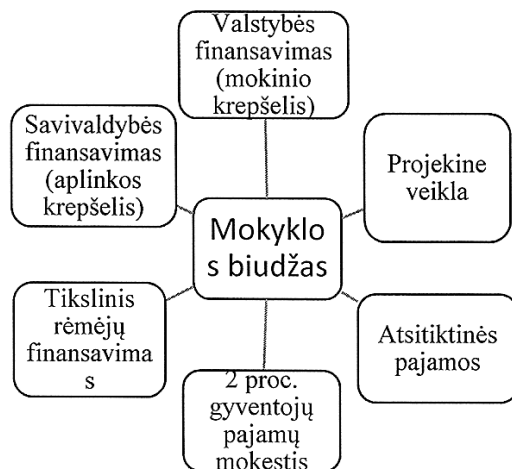 Valstybės
finansavimas
(mokinio
krepšelis)
Savivaldybės
finansavimas
(aplinkos
krepšelis)
Projekine
veikla
Mokyklo
s biudžas
Tikslinis
rėmėjų
finansavima
s
Atsitiktinės
pajamos
2 proc.
gyventojų
pajamų
mokestis